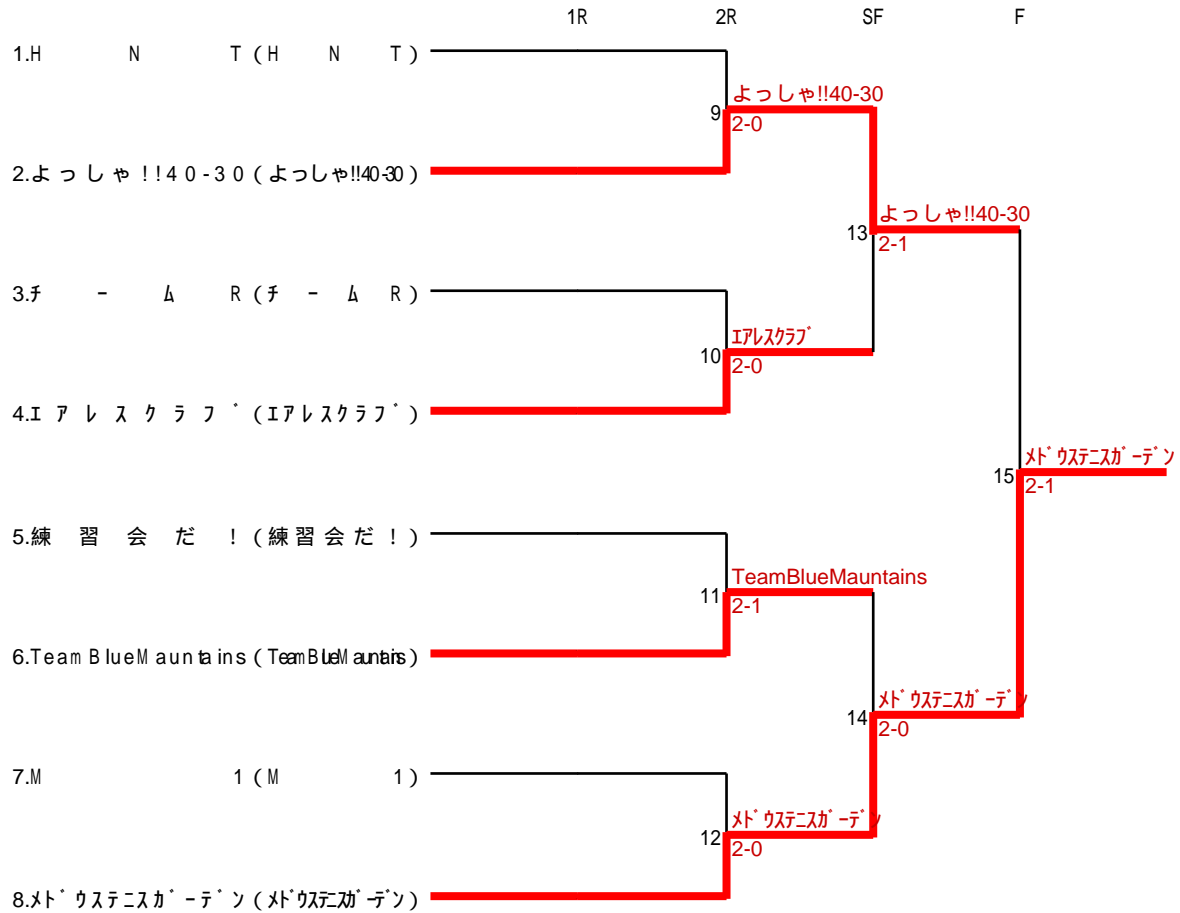 1R 2R SF F
1.H N T (H N T)
よっしゃ!!40-30
9
2-0
2.よっしゃ!!40-30(よっしゃ!!40-30)
よっしゃ!!40-30
13
2-1
3.ﾁ - ﾑ R (ﾁ - ﾑ R)
ｴｱﾚｽｸﾗﾌﾞ
10
2-0
4.ｴｱﾚｽｸﾗﾌﾞ(ｴｱﾚｽｸﾗﾌﾞ)
ﾒﾄﾞｳｽﾃﾆｽｶﾞｰﾃﾞﾝ
15
2-1
5.練習会だ!(練習会だ!)
TeamBlueMauntains
11
2-1
6.TeamBlueMauntains(TeamBlueMauntains)
ﾒﾄﾞｳｽﾃﾆｽｶﾞｰﾃﾞﾝ
14
2-0
7.M 1 (M 1)
ﾒﾄﾞｳｽﾃﾆｽｶﾞｰﾃﾞﾝ
12
2-0
8.ﾒﾄﾞｳｽﾃﾆｽｶﾞｰﾃﾞﾝ(ﾒﾄﾞｳｽﾃﾆｽｶﾞｰﾃﾞﾝ)